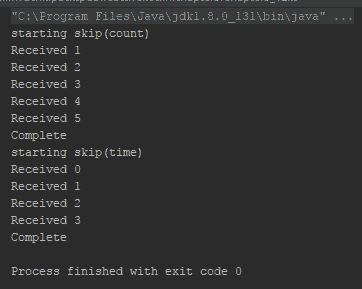 "C:\Program Files\Java\jdk1.8.0_131\bin\java" ...
starting skip(count)
Received 1
Received 2
Received 3
Received 4
Received 5
Complete
starting skip(time)
Received 0
Received 1
Received 2
Received 3
Complete
Process finished with exit code 0